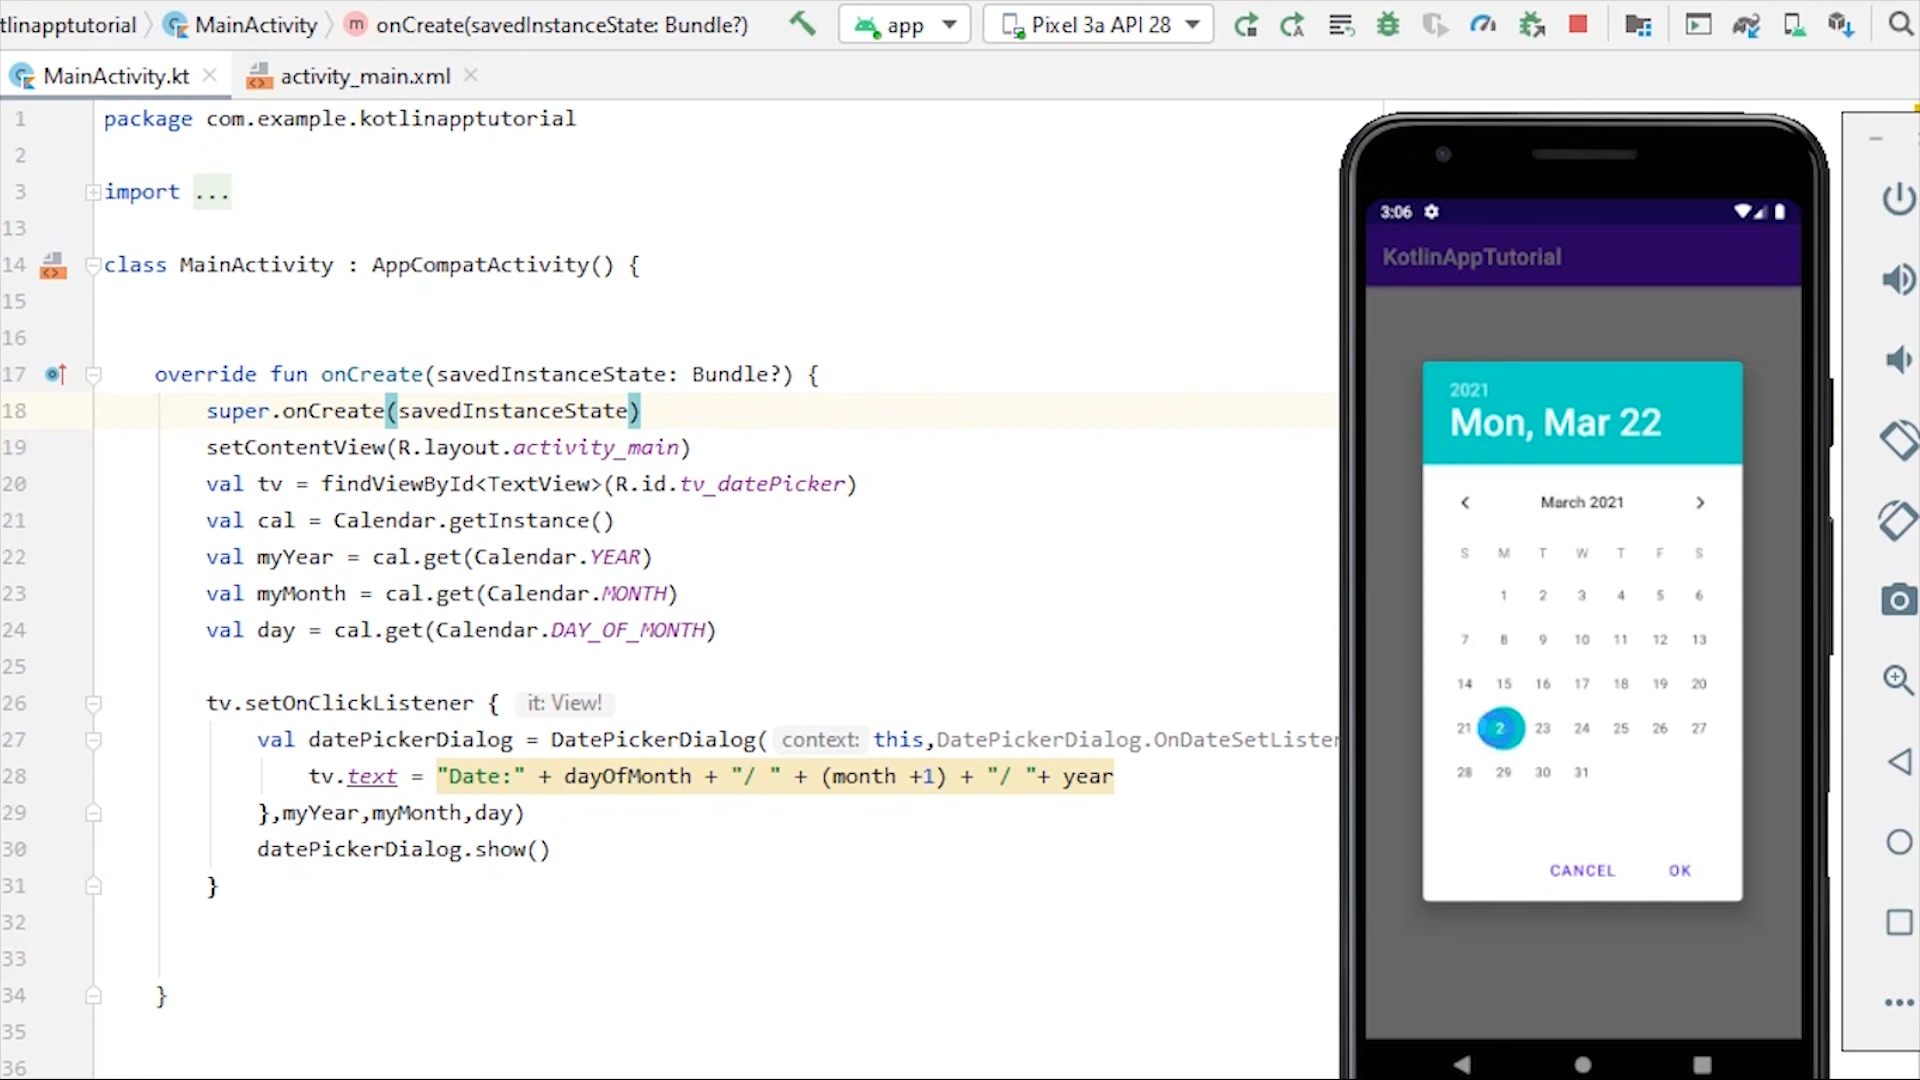 tlinapptutorial MainActivity onCreate(savedInstanceState: Bundle?) app Pixel 3a API 28
MainActivity.kt activity_main.xml
1 package com.example.kotlinapptutorial
2
3 import ...
13
14 class MainActivity : AppCompatActivity() {
15
16
17 override fun onCreate(savedInstanceState: Bundle?) {
18 super.onCreate(savedInstanceState)
19 setContentView(R.layout.activity_main)
20 val tv = findViewById<TextView>(R.id.tv_datePicker)
21 val cal = Calendar.getInstance()
22 val myYear = cal.get(Calendar.YEAR)
23 val myMonth = cal.get(Calendar.MONTH)
24 val day = cal.get(Calendar.DAY_OF_MONTH)
25
26 tv.setOnClickListener { it: View!
27 val datePickerDialog = DatePickerDialog( context: this,DatePickerDialog.OnDateSetListen
28 tv.text = "Date:" + dayOfMonth + "/ " + (month +1) + "/ "+ year
29 },myYear,myMonth,day)
30 datePickerDialog.show()
31 }
32
33
34 }
35
36
3:06
KotlinAppTutorial
2021
Mon, Mar 22
March 2021
S M T W T F S
1 2 3 4 5 6
7 8 9 10 11 12 13
14 15 16 17 18 19 20
21 2 23 24 25 26 27
28 29 30 31
CANCEL OK